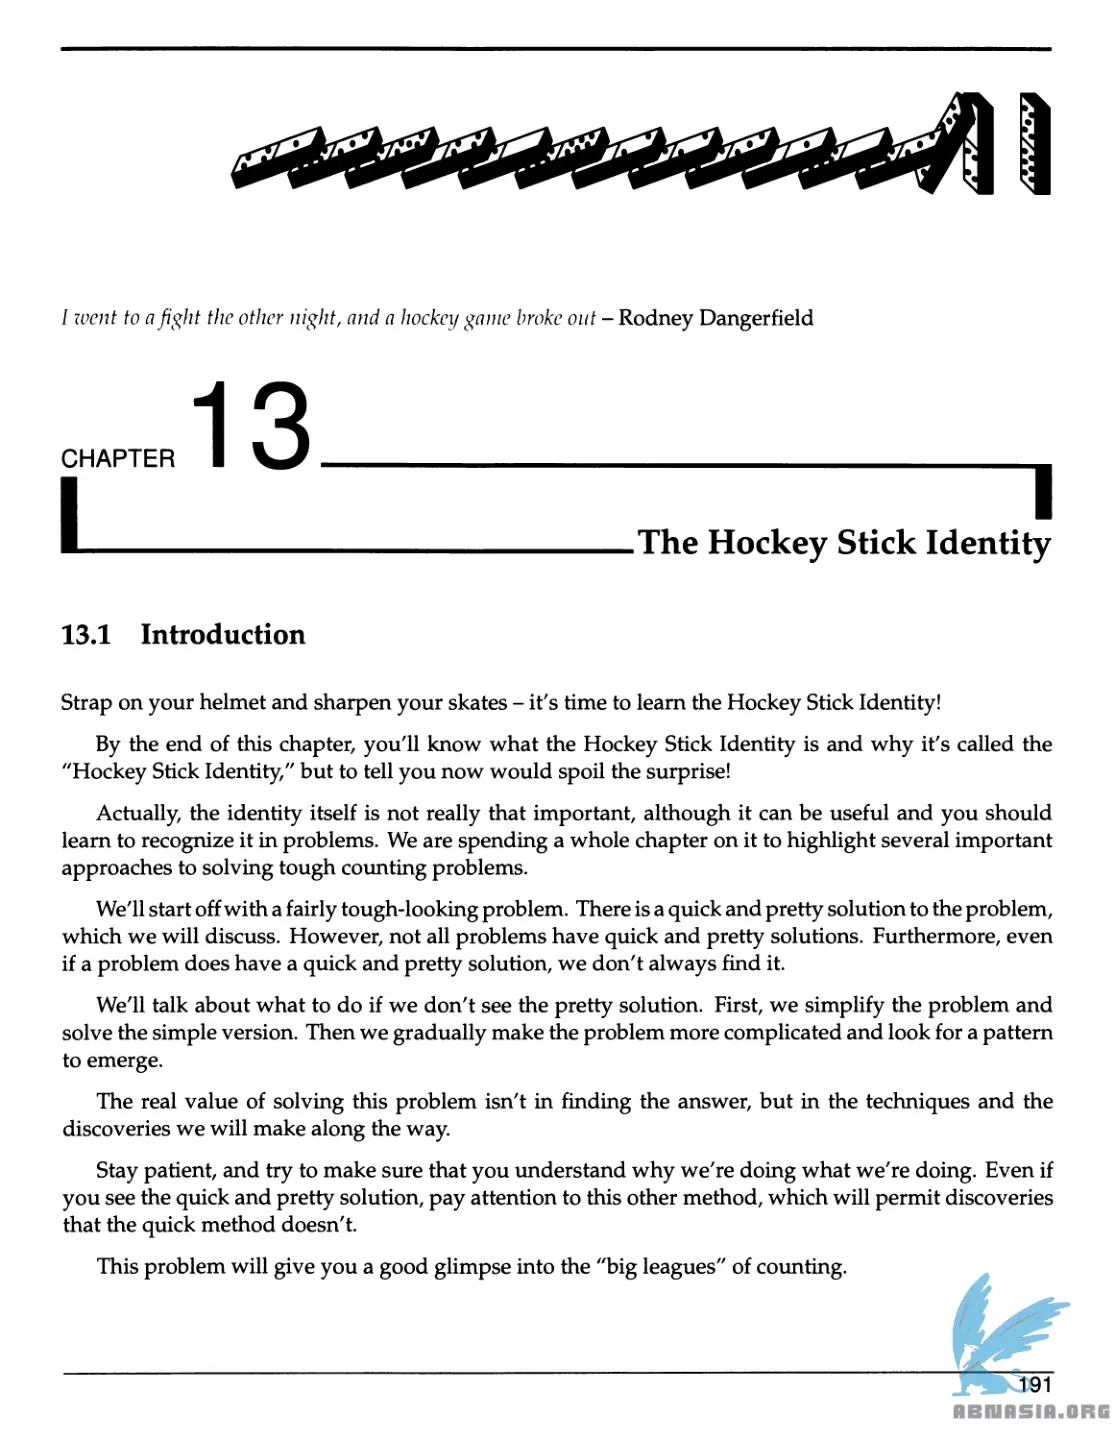 I went to a fight the other night, and a hockey game broke out – Rodney Dangerfield
CHAPTER 13
The Hockey Stick Identity
13.1 Introduction
Strap on your helmet and sharpen your skates – it's time to learn the Hockey Stick Identity!
By the end of this chapter, you'll know what the Hockey Stick Identity is and why it's called the
"Hockey Stick Identity," but to tell you now would spoil the surprise!
Actually, the identity itself is not really that important, although it can be useful and you should
learn to recognize it in problems. We are spending a whole chapter on it to highlight several important
approaches to solving tough counting problems.
We'll start off with a fairly tough-looking problem. There is a quick and pretty solution to the problem,
which we will discuss. However, not all problems have quick and pretty solutions. Furthermore, even
if a problem does have a quick and pretty solution, we don't always find it.
We'll talk about what to do if we don't see the pretty solution. First, we simplify the problem and
solve the simple version. Then we gradually make the problem more complicated and look for a pattern
to emerge.
The real value of solving this problem isn't in finding the answer, but in the techniques and the
discoveries we will make along the way.
Stay patient, and try to make sure that you understand why we're doing what we're doing. Even if
you see the quick and pretty solution, pay attention to this other method, which will permit discoveries
that the quick method doesn't.
This problem will give you a good glimpse into the "big leagues" of counting.
191
ABNASIA.ORG